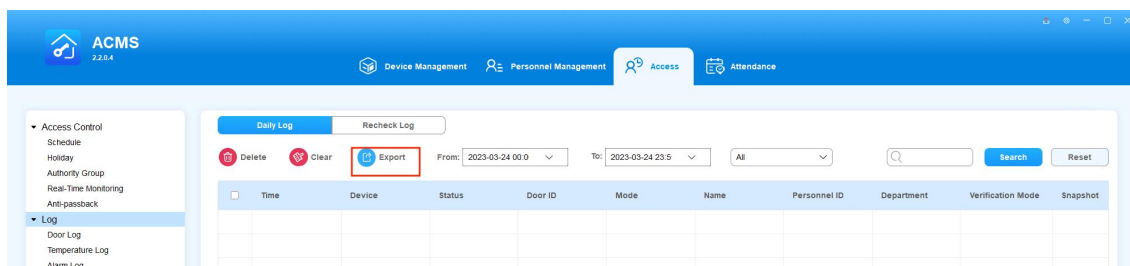 ACMS
2.2.0.4
Device Management Personnel Management Access Attendance
Access Control
Schedule
Holiday
Authority Group
Real-Time Monitoring
Anti-passback
Log
Door Log
Temperature Log
Alarm Log
Daily Log Recheck Log
Delete Clear Export From: 2023-03-24 00:0 To: 2023-03-24 23:5 All Search Reset
Time Device Status Door ID Mode Name Personnel ID Department Verification Mode Snapshot